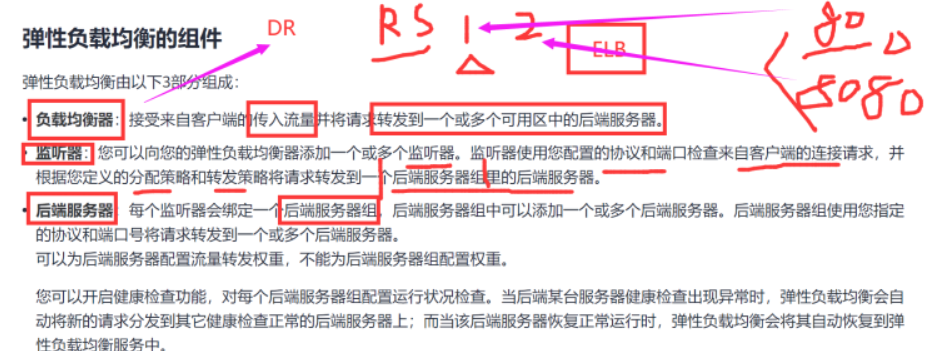 弹性负载均衡的组件
DR
RS 1 2
ELB
80
8080
弹性负载均衡由以下3部分组成：
• 负载均衡器：接受来自客户端的传入流量并将请求转发到一个或多个可用区中的后端服务器。
• 监听器：您可以向您的弹性负载均衡器添加一个或多个监听器。监听器使用您配置的协议和端口检查来自客户端的连接请求，并
根据您定义的分配策略和转发策略将请求转发到一个后端服务器组里的后端服务器。
• 后端服务器：每个监听器会绑定一个后端服务器组，后端服务器组中可以添加一个或多个后端服务器。后端服务器组使用您指定
的协议和端口号将请求转发到一个或多个后端服务器。
可以为后端服务器配置流量转发权重，不能为后端服务器组配置权重。
您可以开启健康检查功能，对每个后端服务器组配置运行状况检查。当后端某台服务器健康检查出现异常时，弹性负载均衡会自
动将新的请求分发到其它健康检查正常的后端服务器上；而当该后端服务器恢复正常运行时，弹性负载均衡会将其自动恢复到弹
性负载均衡服务中。